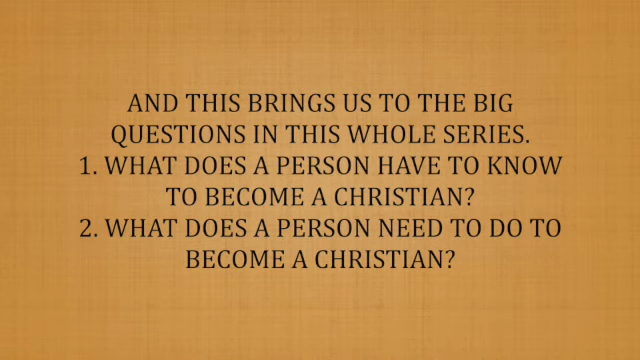 AND THIS BRINGS US TO THE BIG
QUESTIONS IN THIS WHOLE SERIES.
1. WHAT DOES A PERSON HAVE TO KNOW
TO BECOME A CHRISTIAN?
2. WHAT DOES A PERSON NEED TO DO TO
BECOME A CHRISTIAN?